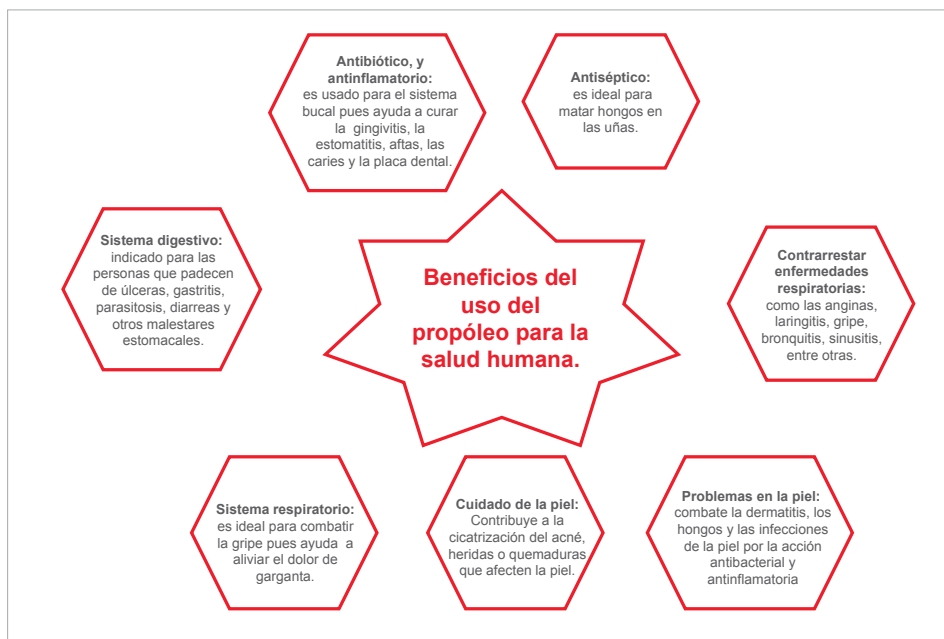 Antibiótico, y
antinflamatorio:
es usado para el sistema
bucal pues ayuda a curar
la gingivitis, la
estomatitis, aftas, las
caries y la placa dental.
Antiséptico:
es ideal para
matar hongos en
las uñas.
Sistema digestivo:
indicado para las
personas que padecen
de úlceras, gastritis,
parasitosis, diarreas y
otros malestares
estomacales.
Beneficios del
uso del
propóleo para la
salud humana.
Contrarrestar
enfermedades
respiratorias:
como las anginas,
laringitis, gripe,
bronquitis, sinusitis,
entre otras.
Sistema respiratorio:
es ideal para combatir
la gripe pues ayuda a
aliviar el dolor de
garganta.
Cuidado de la piel:
Contribuye a la
cicatrización del acné,
heridas o quemaduras
que afecten la piel.
Problemas en la piel:
combate la dermatitis, los
hongos y las infecciones
de la piel por la acción
antibacterial y
antinflamatoria